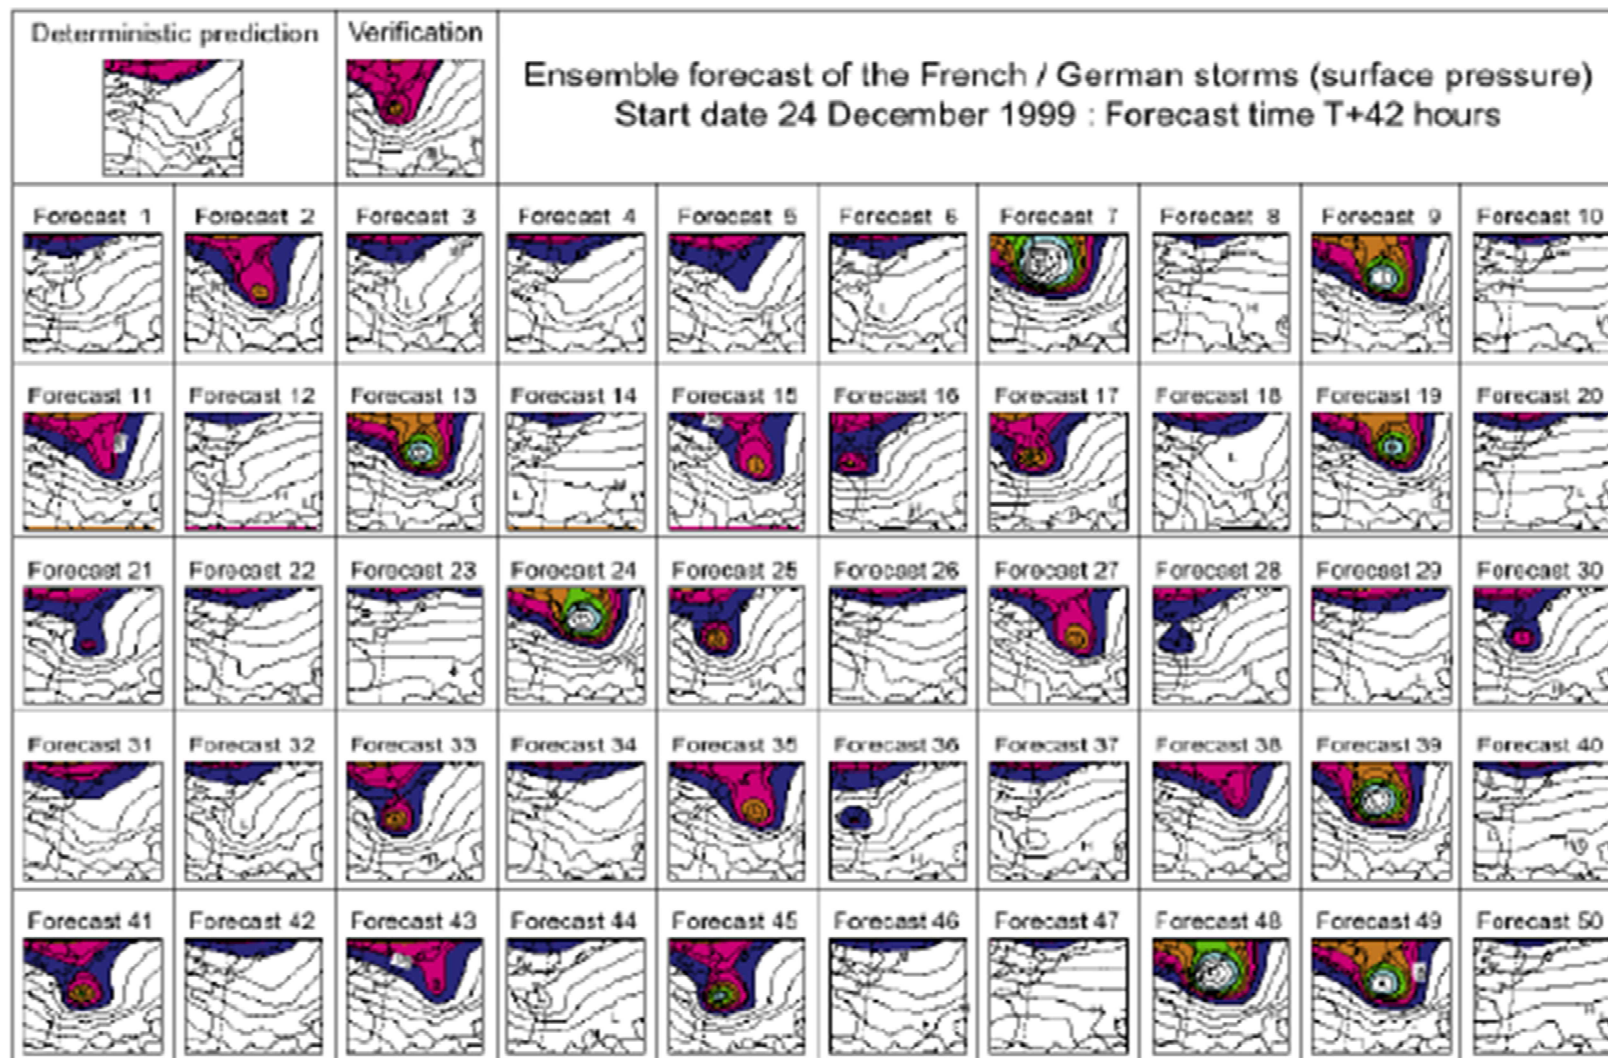 Deterministic prediction
Verification
Ensemble forecast of the French / German storms (surface pressure)
Start date 24 December 1999 : Forecast time T+42 hours
Forecast 1
Forecast 2
Forecast 3
Forecast 4
Forecast 5
Forecast 6
Forecast 7
Forecast 8
Forecast 9
Forecast 10
Forecast 11
Forecast 12
Forecast 13
Forecast 14
Forecast 15
Forecast 16
Forecast 17
Forecast 18
Forecast 19
Forecast 20
Forecast 21
Forecast 22
Forecast 23
Forecast 24
Forecast 25
Forecast 26
Forecast 27
Forecast 28
Forecast 29
Forecast 30
Forecast 31
Forecast 32
Forecast 33
Forecast 34
Forecast 35
Forecast 36
Forecast 37
Forecast 38
Forecast 39
Forecast 40
Forecast 41
Forecast 42
Forecast 43
Forecast 44
Forecast 45
Forecast 46
Forecast 47
Forecast 48
Forecast 49
Forecast 50